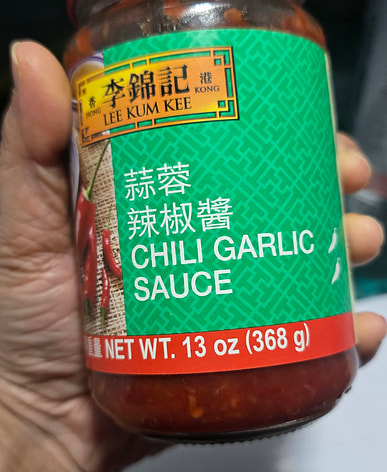 李錦記
香 港
HONG KONG
LEE KUM KEE
蒜蓉
辣椒醬
CHILI GARLIC
SAUCE
NET WT. 13 oz (368 g)